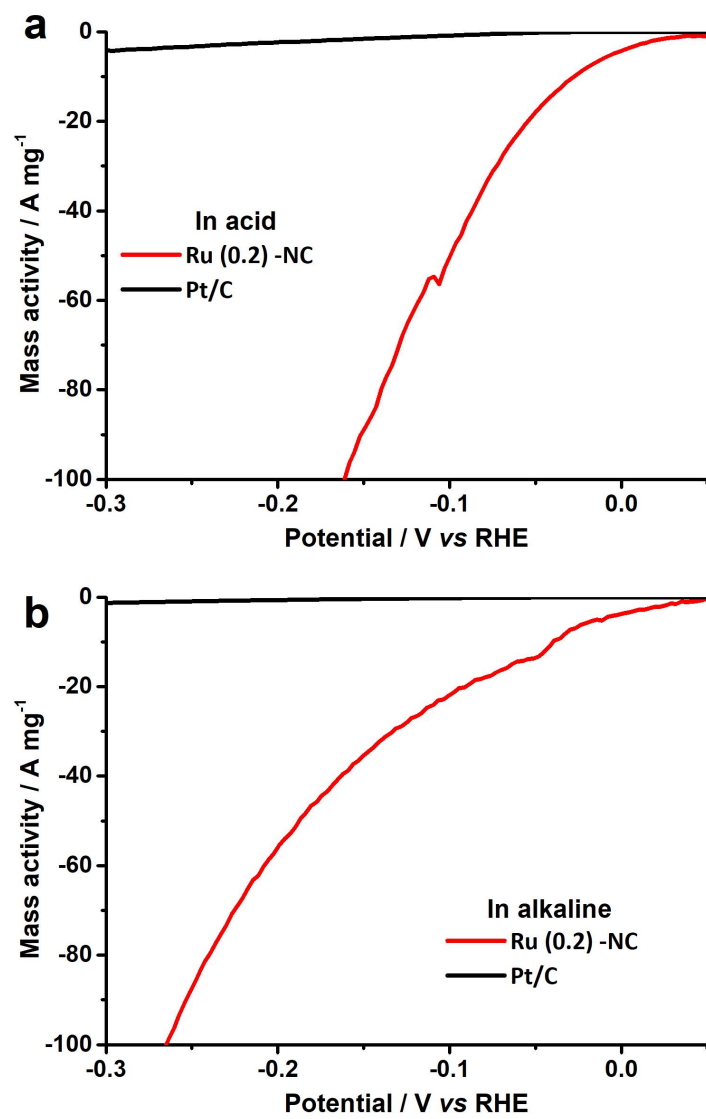 a
0
-20
-40
-60
-80
-100
Mass activity / A mg⁻¹
In acid
Ru (0.2) -NC
Pt/C
-0.3
-0.2
-0.1
0.0
Potential / V vs RHE
b
0
-20
-40
-60
-80
-100
Mass activity / A mg⁻¹
In alkaline
Ru (0.2) -NC
Pt/C
-0.3
-0.2
-0.1
0.0
Potential / V vs RHE